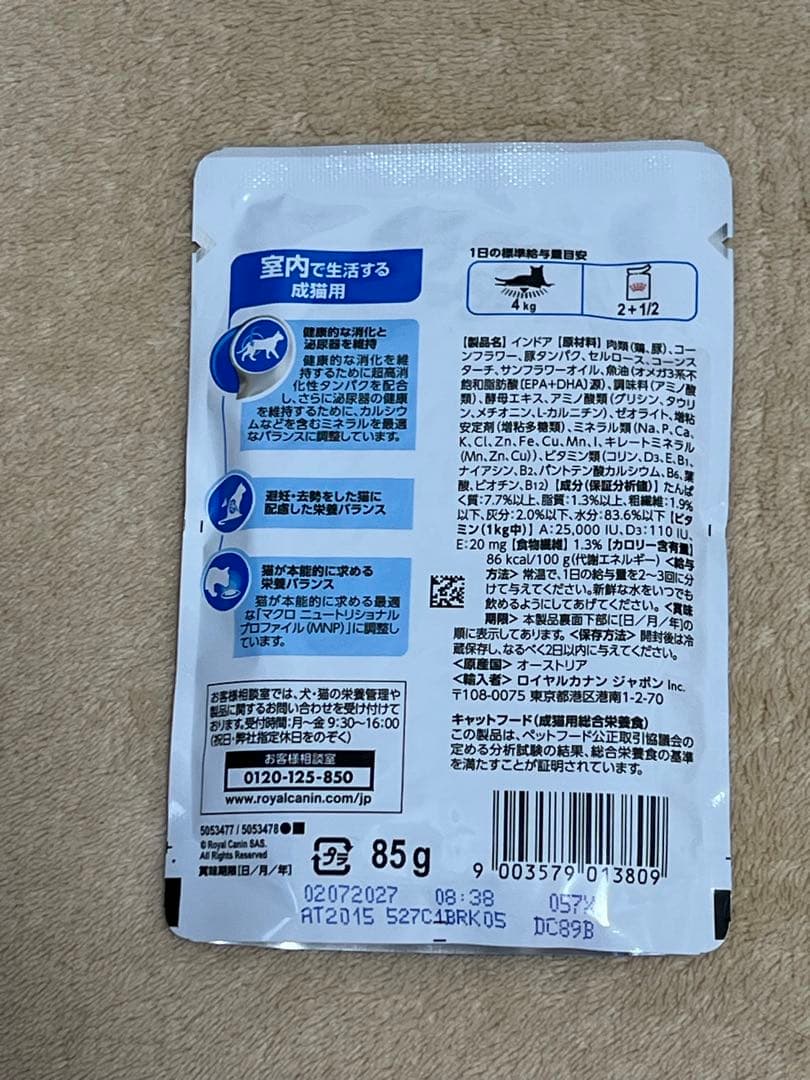 室内で生活する
成猫用
健康的な消化と
泌尿器を維持
健康的な消化を維
持するために超高消
化性タンパクを配合
し、さらに泌尿器の健康
を維持するために、カルシウ
ムなどを含むミネラルを最適
なバランスに調整しています。
避妊・去勢をした猫に
配慮した栄養バランス
猫が本能的に求める
栄養バランス
猫が本能的に求める最適
な「マクロ ニュートリショナル
プロファイル(MNP)」に調整し
ています。
お客様相談室では、犬・猫の栄養管理や
製品に関するお問い合わせを受け付けて
おります。受付時間:月〜金 9:30〜16:00
(祝日・弊社指定休日をのぞく)
お客様相談室
0120-125-850
www.royalcanin.com/jp
5053477 / 5053478
© Royal Canin SAS.
All Rights Reserved
賞味期限[日/月/年]
プラ
85g
1日の標準給与量目安
4 kg
2+1/2
【製品名】 インドア 【原材料】 肉類(鶏、豚)、コー
ンフラワー、豚タンパク、セルロース、コーンス
ターチ、サンフラワーオイル、魚油(オメガ3系不
飽和脂肪酸(EPA+DHA)源)、調味料(アミノ酸
類)、酵母エキス、アミノ酸類(グリシン、タウリ
ン、メチオニン、L-カルニチン)、ゼオライト、増粘
安定剤(増粘多糖類)、ミネラル類(Na、P、Ca、
K、Cl、Zn、Fe、Cu、Mn、I、キレートミネラル
(Mn、Zn、Cu))、ビタミン類(コリン、D3、E、B1、
ナイアシン、B2、パントテン酸カルシウム、B6、葉
酸、ビオチン、B12) 【成分(保証分析値)】 たんぱ
く質:7.7%以上、脂質:1.3%以上、粗繊維:1.9%
以下、灰分:2.0%以下、水分:83.6%以下 【ビタ
ミン(1kg中)】 A:25,000 IU、D3:110 IU、
E:20 mg 【食物繊維】 1.3% 【カロリー含有量】
86 kcal/100 g(代謝エネルギー) <給与
方法> 常温で、1日の給与量を2〜3回に分
けて与えてください。新鮮な水をいつでも
飲めるようにしてあげてください。 <賞味
期限> 本製品裏面下部に[日/月/年]の
順に表示してあります。 <保存方法> 開封後は冷
蔵保存し、なるべく2日以内に与えてください。
<原産国> オーストリア
<輸入者> ロイヤルカナン ジャポン Inc.
〒108-0075 東京都港区港南1-2-70
キャットフード(成猫用総合栄養食)
この製品は、ペットフード公正取引協議会の
定める分析試験の結果、総合栄養食の基準
を満たすことが証明されています。
9 003579 013809
02072027 08:38 057X
AT2015 527C1BRK05 DC89B